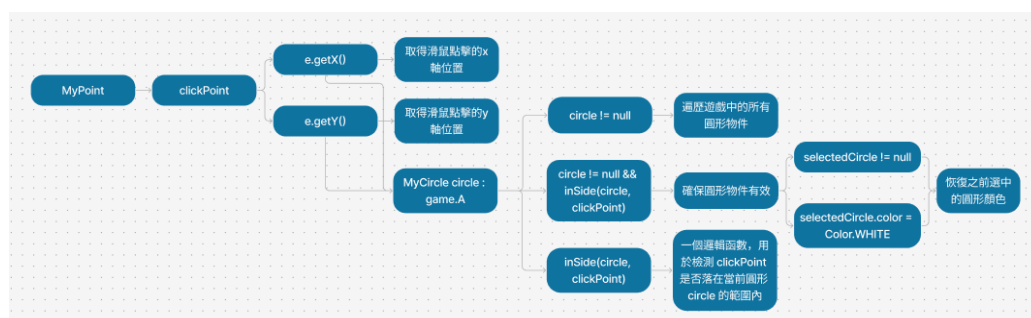 MyPoint
clickPoint
e.getX()
取得滑鼠點擊的x
軸位置
e.getY()
取得滑鼠點擊的y
軸位置
MyCircle circle :
game.A
circle != null
遍歷遊戲中的所有
圓形物件
circle != null &&
inSide(circle,
clickPoint)
確保圓形物件有效
selectedCircle != null
selectedCircle.color =
Color.WHITE
恢復之前選中
的圓形顏色
inSide(circle,
clickPoint)
一個邏輯函數，用
於檢測 clickPoint
是否落在當前圓形
circle 的範圍內